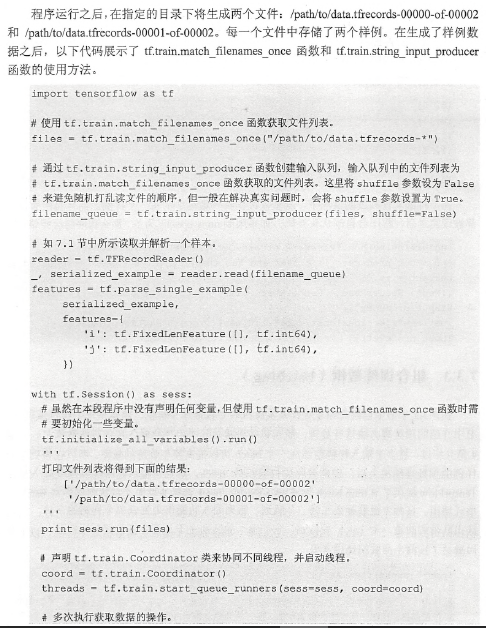 程序运行之后，在指定的目录下将生成两个文件：/path/to/data.tfrecords-00000-of-00002
和 /path/to/data.tfrecords-00001-of-00002。每一个文件中存储了两个样例。在生成了样例数
据之后，以下代码展示了 tf.train.match_filenames_once 函数和 tf.train.string_input_producer
函数的使用方法。
import tensorflow as tf
# 使用 tf.train.match_filenames_once 函数获取文件列表。
files = tf.train.match_filenames_once("/path/to/data.tfrecords-*")
# 通过 tf.train.string_input_producer 函数创建输入队列，输入队列中的文件列表为
# tf.train.match_filenames_once 函数获取的文件列表。这里将 shuffle 参数设为 False
# 来避免随机打乱读文件的顺序。但一般在解决真实问题时，会将 shuffle 参数设置为 True。
filename_queue = tf.train.string_input_producer(files, shuffle=False)
# 如 7.1 节中所示读取并解析一个样本。
reader = tf.TFRecordReader()
_, serialized_example = reader.read(filename_queue)
features = tf.parse_single_example(
serialized_example,
features={
'i': tf.FixedLenFeature([], tf.int64),
'j': tf.FixedLenFeature([], tf.int64),
})
with tf.Session() as sess:
# 虽然在本段程序中没有声明任何变量，但使用 tf.train.match_filenames_once 函数时需
# 要初始化一些变量。
tf.initialize_all_variables().run()
'''
打印文件列表将得到下面的结果：
['/path/to/data.tfrecords-00000-of-00002'
'/path/to/data.tfrecords-00001-of-00002']
'''
print sess.run(files)
# 声明 tf.train.Coordinator 类来协同不同线程，并启动线程。
coord = tf.train.Coordinator()
threads = tf.train.start_queue_runners(sess=sess, coord=coord)
# 多次执行获取数据的操作。